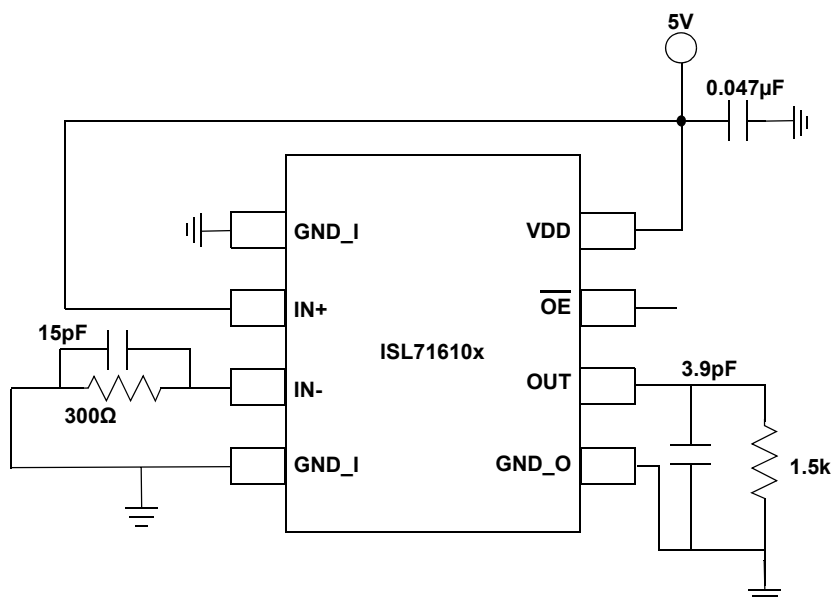 5V
0.047µF
GND_I
VDD
IN+
OE
15pF
ISL71610x
3.9pF
IN-
OUT
300Ω
GND_I
GND_O
1.5k